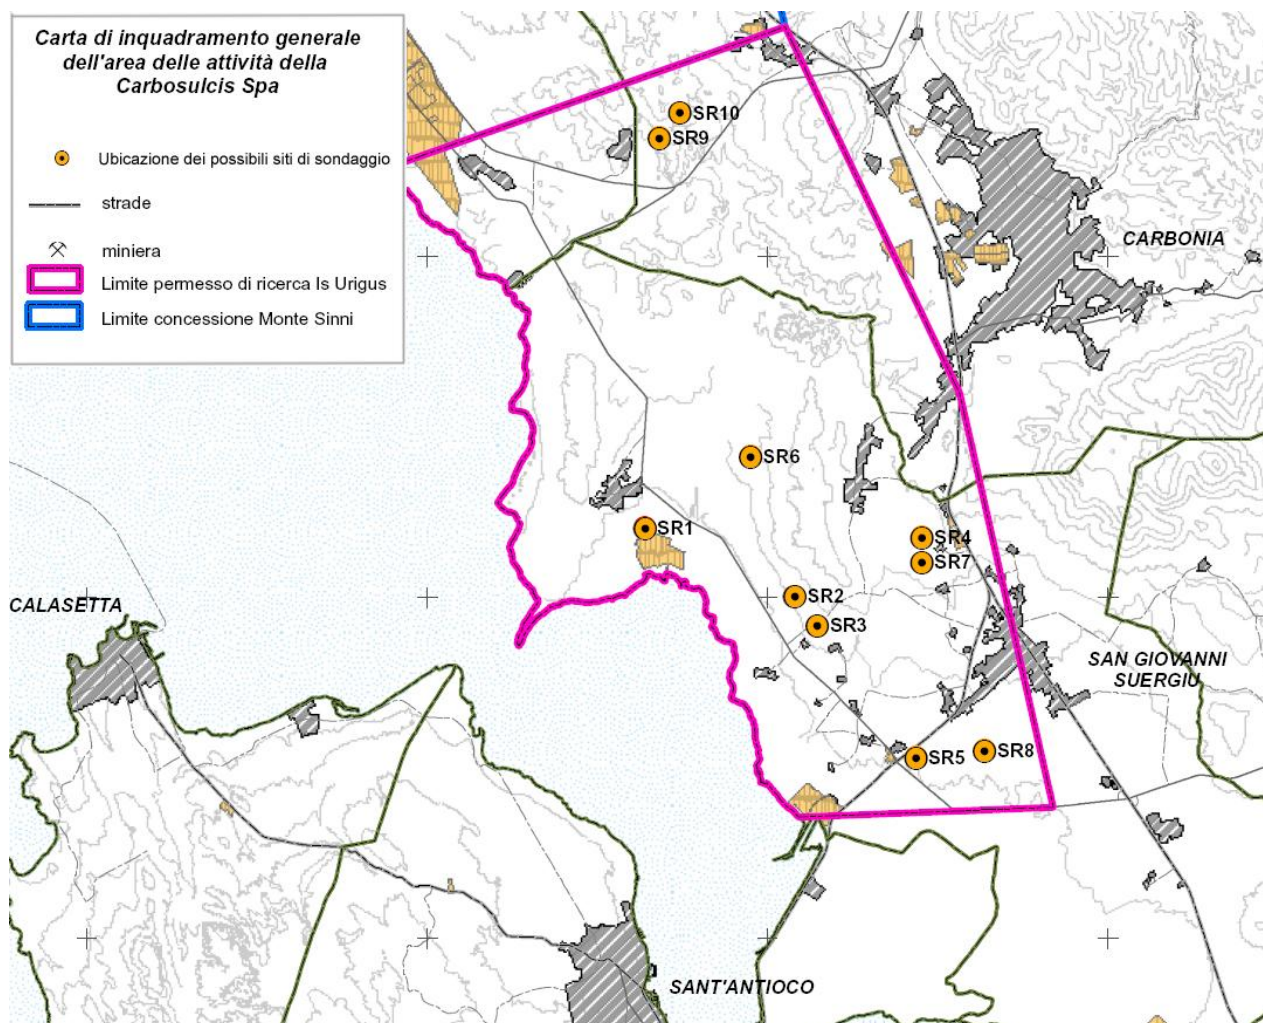 Carta di inquadramento generale
dell'area delle attività della
Carbosulcis Spa
Ubicazione dei possibili siti di sondaggio
strade
miniera
Limite permesso di ricerca Is Urigus
Limite concessione Monte Sinni
SR10
SR9
CARBONIA
SR6
SR1
SR4
SR7
SR2
CALASETTA
SR3
SAN GIOVANNI
SUERGIU
SR8
SR5
SANT'ANTIOCO